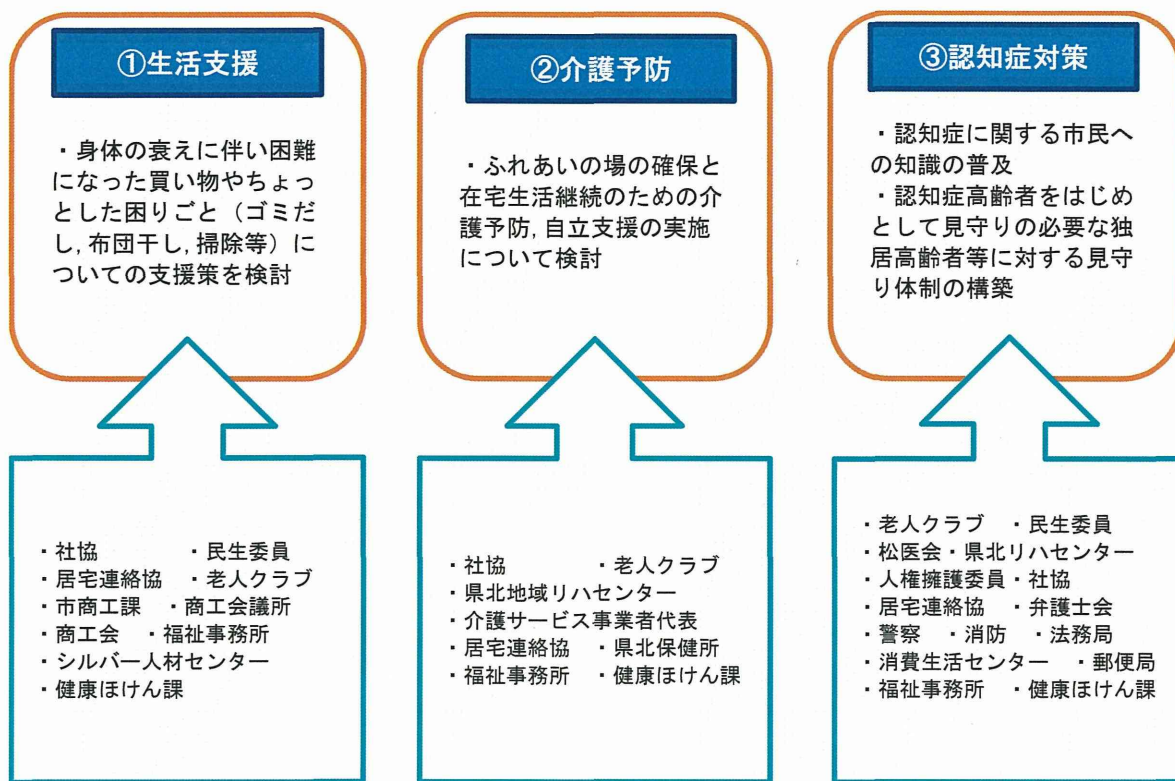 ①生活支援
・身体の衰えに伴い困難
になった買い物やちょっ
とした困りごと（ゴミだ
し,布団干し,掃除等）に
ついての支援策を検討
②介護予防
・ふれあいの場の確保と
在宅生活継続のための介
護予防,自立支援の実施
について検討
③認知症対策
・認知症に関する市民へ
の知識の普及
・認知症高齢者をはじめ
として見守りの必要な独
居高齢者等に対する見守
り体制の構築
・社協 ・民生委員
・居宅連絡協 ・老人クラブ
・市商工課 ・商工会議所
・商工会 ・福祉事務所
・シルバー人材センター
・健康ほけん課
・社協 ・老人クラブ
・県北地域リハセンター
・介護サービス事業者代表
・居宅連絡協 ・県北保健所
・福祉事務所 ・健康ほけん課
・老人クラブ ・民生委員
・松医会・県北リハセンター
・人権擁護委員・社協
・居宅連絡協 ・弁護士会
・警察 ・消防 ・法務局
・消費生活センター ・郵便局
・福祉事務所 ・健康ほけん課